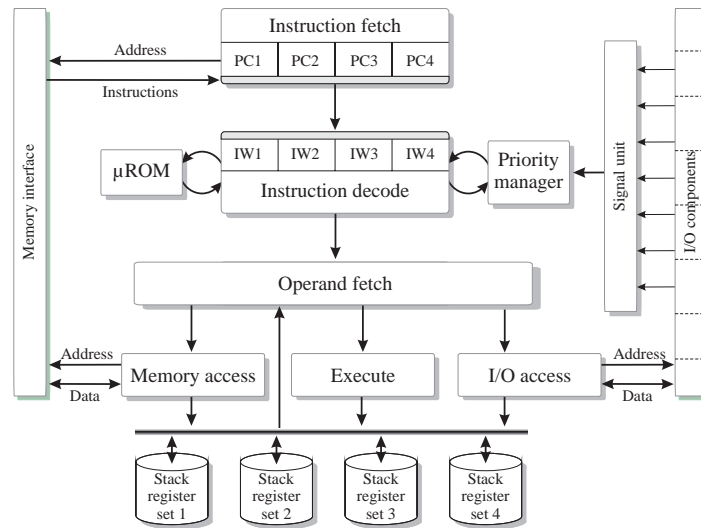 Instruction fetch
PC1 PC2 PC3 PC4
Address
Instructions
Memory interface
IW1 IW2 IW3 IW4
Instruction decode
µROM
Priority
manager
Signal unit
I/O components
Operand fetch
Address
Data
Memory access
Execute
I/O access
Address
Data
Stack
register
set 1
Stack
register
set 2
Stack
register
set 3
Stack
register
set 4